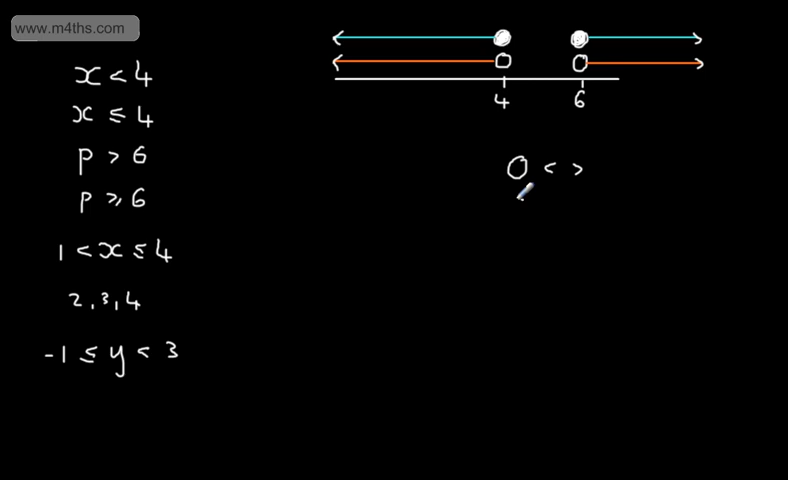 www.m4ths.com
x < 4
x ≤ 4
p > 6
p ≥ 6
1 < x ≤ 4
2, 3, 4
-1 ≤ y < 3
4 6
O < >